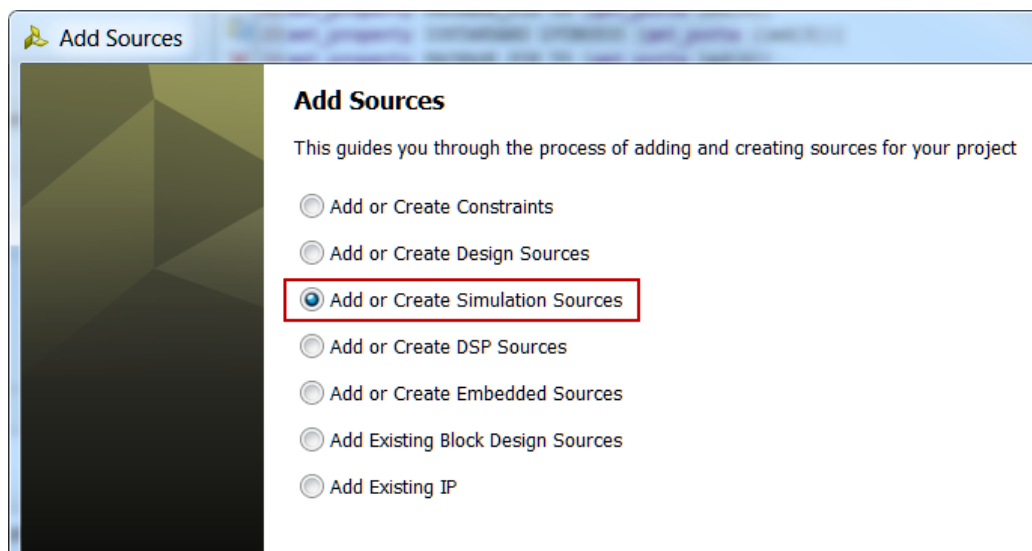 Add Sources
Add Sources
This guides you through the process of adding and creating sources for your project
Add or Create Constraints
Add or Create Design Sources
Add or Create Simulation Sources
Add or Create DSP Sources
Add or Create Embedded Sources
Add Existing Block Design Sources
Add Existing IP